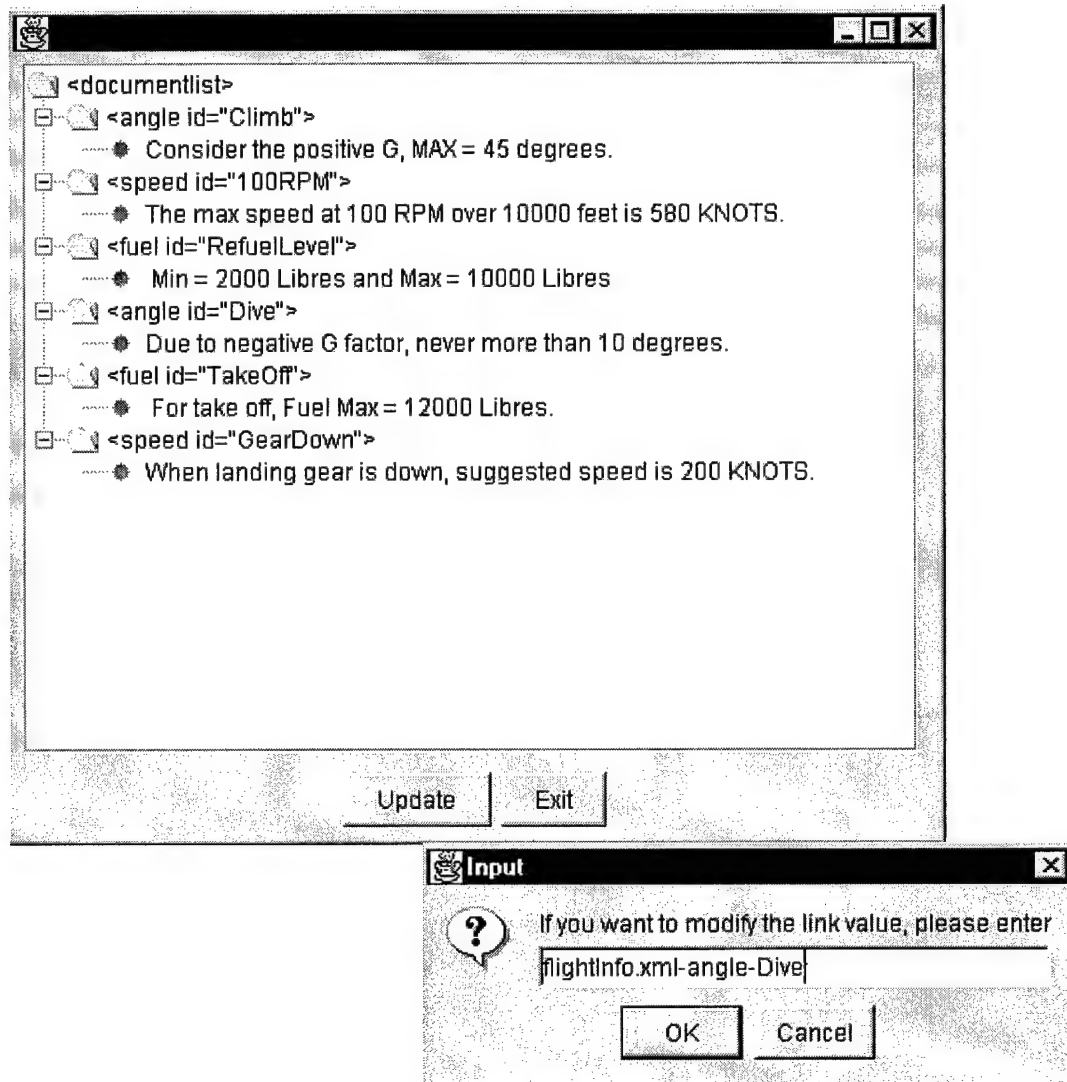 <documentlist>
<angle id="Climb">
Consider the positive G, MAX = 45 degrees.
<speed id="100RPM">
The max speed at 100 RPM over 10000 feet is 580 KNOTS.
<fuel id="RefuelLevel">
Min = 2000 Libres and Max = 10000 Libres
<angle id="Dive">
Due to negative G factor, never more than 10 degrees.
<fuel id="TakeOff">
For take off, Fuel Max = 12000 Libres.
<speed id="GearDown">
When landing gear is down, suggested speed is 200 KNOTS.
Update Exit
Input
If you want to modify the link value, please enter
flightInfo.xml-angle-Dive
OK Cancel